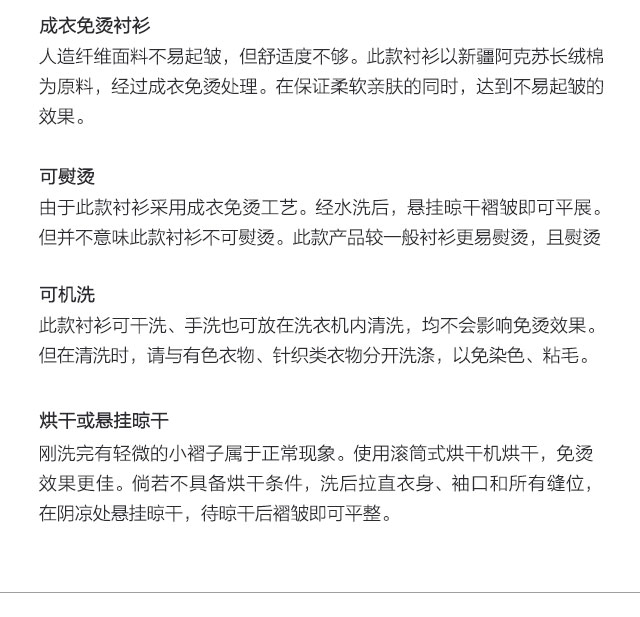 成衣免烫衬衫
人造纤维面料不易起皱，但舒适度不够。此款衬衫以新疆阿克苏长绒棉
为原料，经过成衣免烫处理。在保证柔软亲肤的同时，达到不易起皱的
效果。
可熨烫
由于此款衬衫采用成衣免烫工艺。经水洗后，悬挂晾干褶皱即可平展。
但并不意味此款衬衫不可熨烫。此款产品较一般衬衫更易熨烫，且熨烫
可机洗
此款衬衫可干洗、手洗也可放在洗衣机内清洗，均不会影响免烫效果。
但在清洗时，请与有色衣物、针织类衣物分开洗涤，以免染色、粘毛。
烘干或悬挂晾干
刚洗完有轻微的小褶子属于正常现象。使用滚筒式烘干机烘干，免烫
效果更佳。倘若不具备烘干条件，洗后拉直衣身、袖口和所有缝位，
在阴凉处悬挂晾干，待晾干后褶皱即可平整。